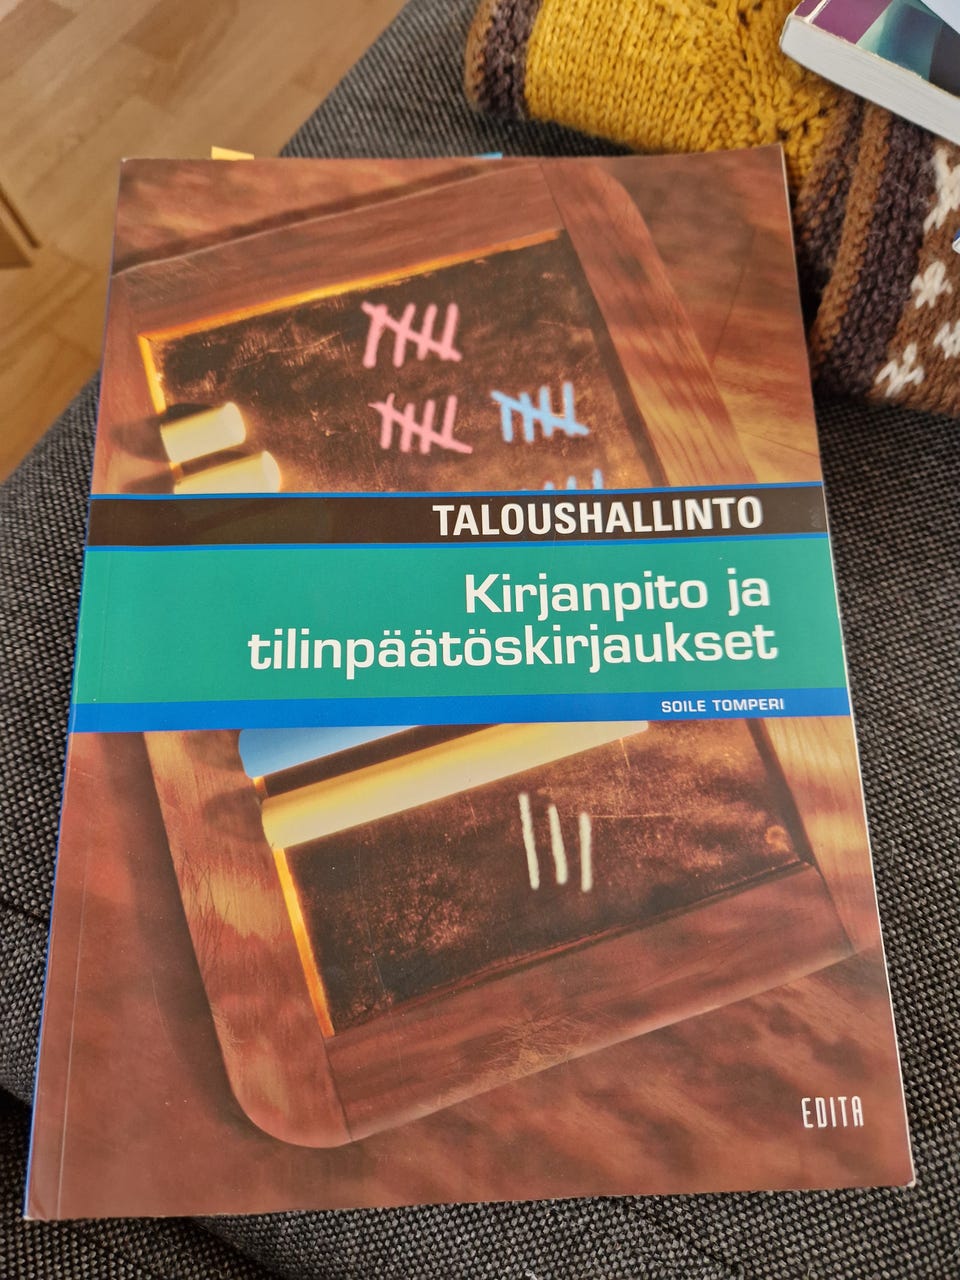 TALOUSHALLINTO
Kirjanpito ja
tilinpäätöskirjaukset
SOILE TOMPERI
EDITA